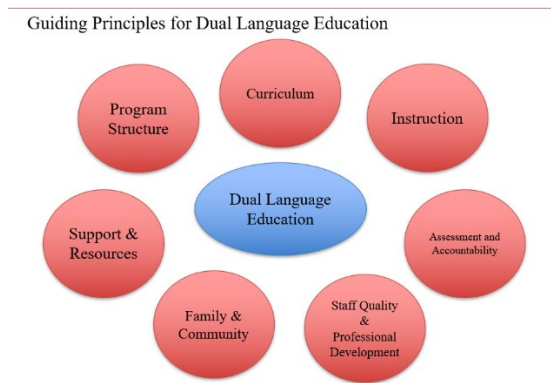 Guiding Principles for Dual Language Education
Curriculum
Program
Structure
Instruction
Dual Language
Education
Support &
Resources
Assessment and
Accountability
Family &
Community
Staff Quality
&
Professional
Development